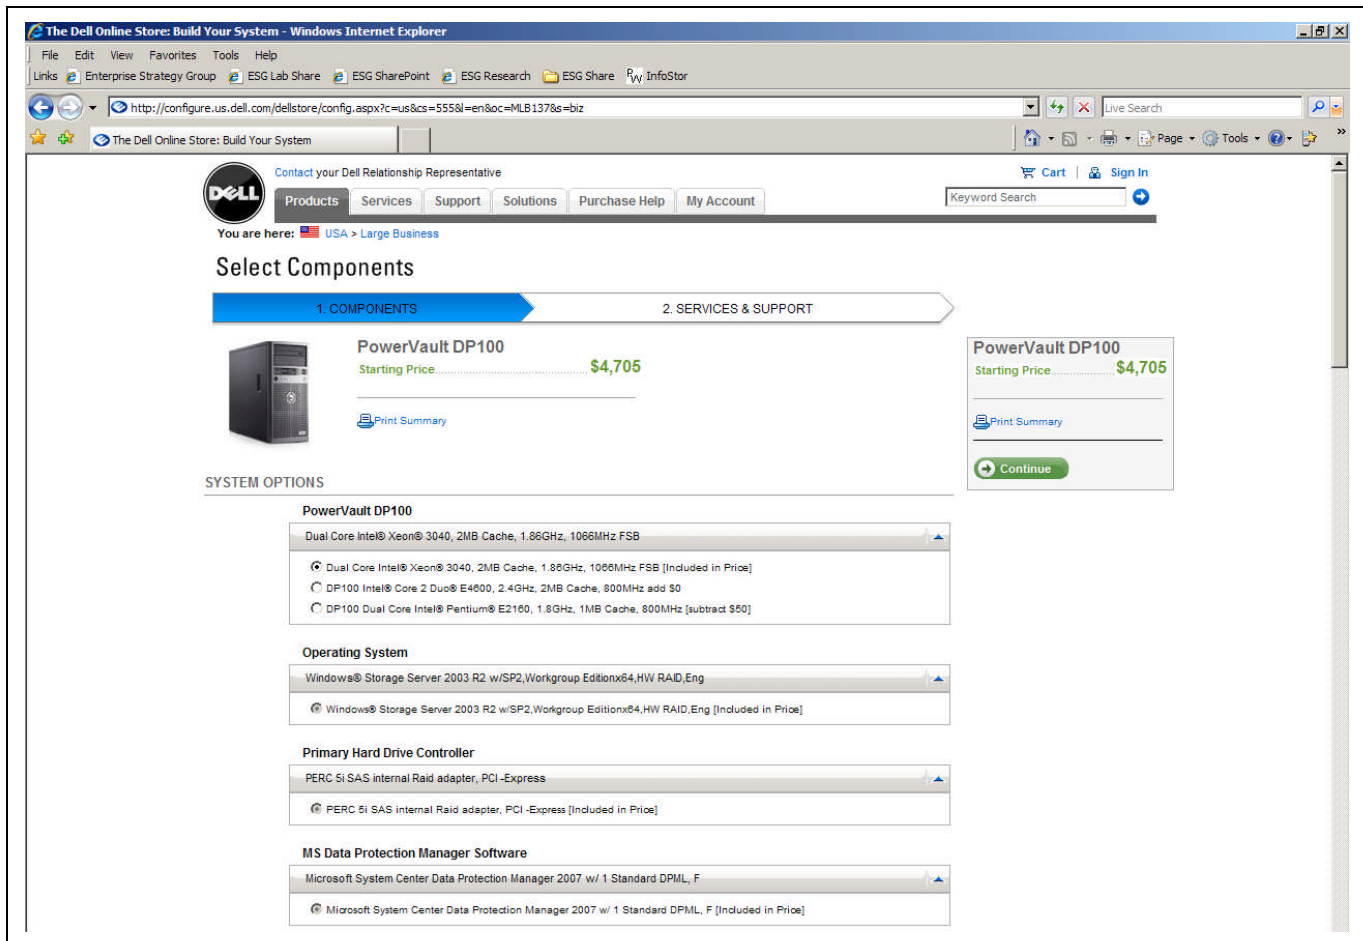 The Dell Online Store: Build Your System - Windows Internet Explorer
File Edit View Favorites Tools Help
Links Enterprise Strategy Group ESG Lab Share ESG SharePoint ESG Research ESG Share InfoStor
http://configure.us.dell.com/dellstore/config.aspx?c=us&cs=555&l=en&oc=MLB137&s=biz Live Search
The Dell Online Store: Build Your System Page Tools
DELL
Contact your Dell Relationship Representative Cart | Sign In
Products Services Support Solutions Purchase Help My Account Keyword Search
You are here: USA > Large Business
Select Components
1. COMPONENTS 2. SERVICES & SUPPORT
PowerVault DP100
Starting Price $4,705
Print Summary
PowerVault DP100
Starting Price $4,705
Print Summary
Continue
SYSTEM OPTIONS
PowerVault DP100
Dual Core Intel® Xeon® 3040, 2MB Cache, 1.86GHz, 1066MHz FSB
Dual Core Intel® Xeon® 3040, 2MB Cache, 1.86GHz, 1066MHz FSB [Included in Price]
DP100 Intel® Core 2 Duo® E4600, 2.4GHz, 2MB Cache, 800MHz add $0
DP100 Dual Core Intel® Pentium® E2160, 1.8GHz, 1MB Cache, 800MHz [subtract $50]
Operating System
Windows® Storage Server 2003 R2 w/SP2,Workgroup Editionx64,HW RAID,Eng
Windows® Storage Server 2003 R2 w/SP2,Workgroup Editionx64,HW RAID,Eng [Included in Price]
Primary Hard Drive Controller
PERC 5i SAS internal Raid adapter, PCI-Express
PERC 5i SAS internal Raid adapter, PCI-Express [Included in Price]
MS Data Protection Manager Software
Microsoft System Center Data Protection Manager 2007 w/ 1 Standard DPML, F
Microsoft System Center Data Protection Manager 2007 w/ 1 Standard DPML, F [Included in Price]